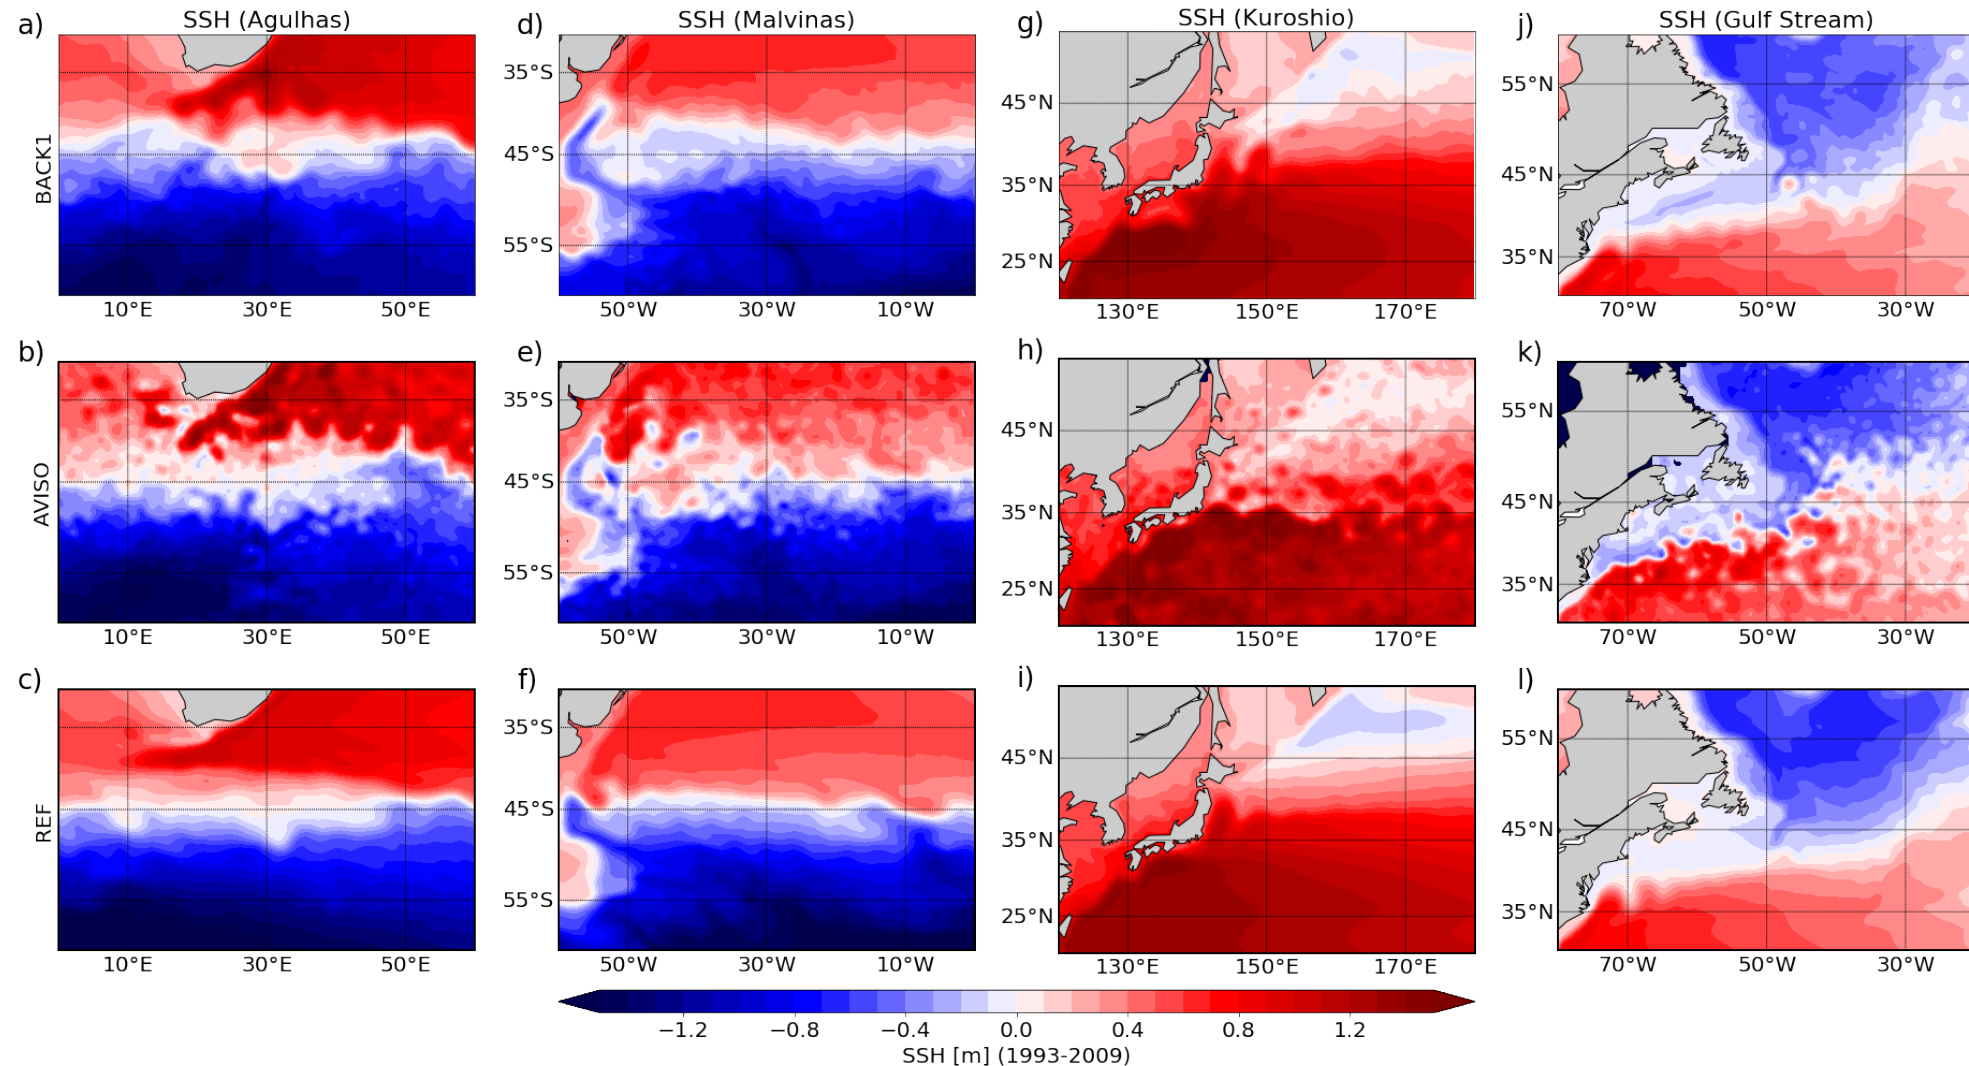 a) SSH (Agulhas) d) SSH (Malvinas) g) SSH (Kuroshio) j) SSH (Gulf Stream)
BACK1
35°S
45°S
55°S
45°N
35°N
25°N
55°N
45°N
35°N
10°E 30°E 50°E 50°W 30°W 10°W 130°E 150°E 170°E 70°W 50°W 30°W
b) e) h) k)
AVISO
35°S
45°S
55°S
45°N
35°N
25°N
55°N
45°N
35°N
10°E 30°E 50°E 50°W 30°W 10°W 130°E 150°E 170°E 70°W 50°W 30°W
c) f) i) l)
REF
35°S
45°S
55°S
45°N
35°N
25°N
55°N
45°N
35°N
10°E 30°E 50°E 50°W 30°W 10°W 130°E 150°E 170°E 70°W 50°W 30°W
−1.2 −0.8 −0.4 0.0 0.4 0.8 1.2
SSH [m] (1993-2009)